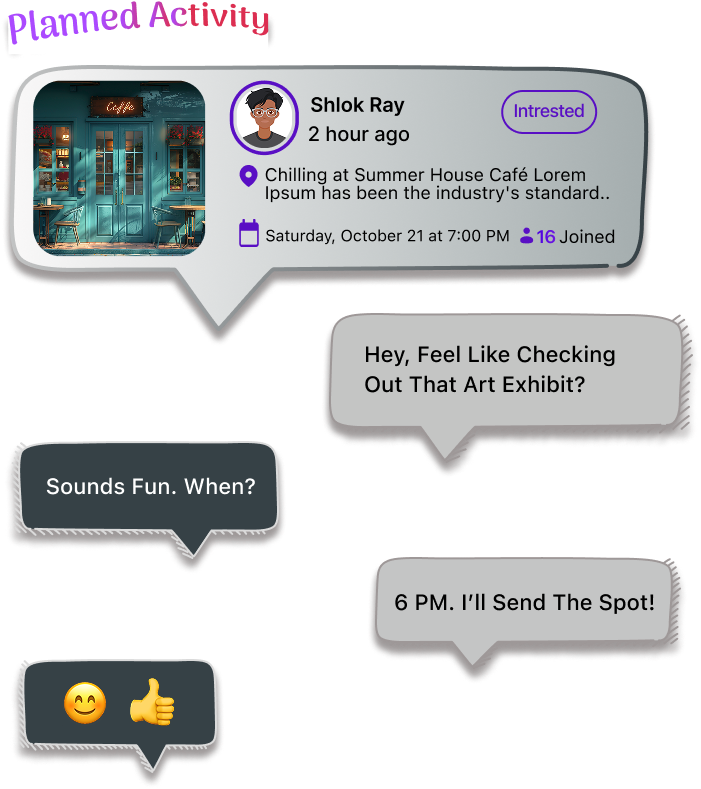 Planned Activity
Coffe
Shlok Ray
Intrested
2 hour ago
Chilling at Summer House Café Lorem
Ipsum has been the industry's standard..
Saturday, October 21 at 7:00 PM
16 Joined
Hey, Feel Like Checking
Out That Art Exhibit?
Sounds Fun. When?
6 PM. I’ll Send The Spot!
😊 👍